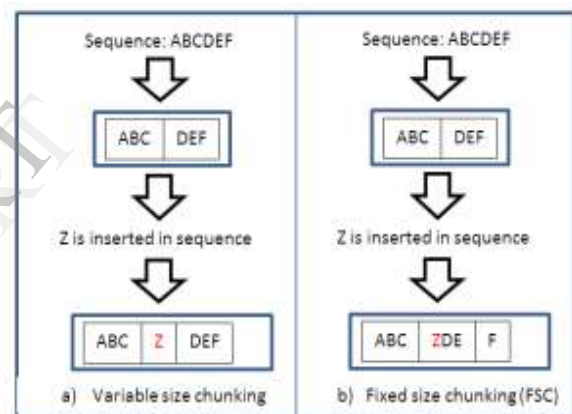 Sequence: ABCDEF
ABC DEF
Z is inserted in sequence
ABC Z DEF
a) Variable size chunking
Sequence: ABCDEF
ABC DEF
Z is inserted in sequence
ABC ZDE F
b) Fixed size chunking (FSC)